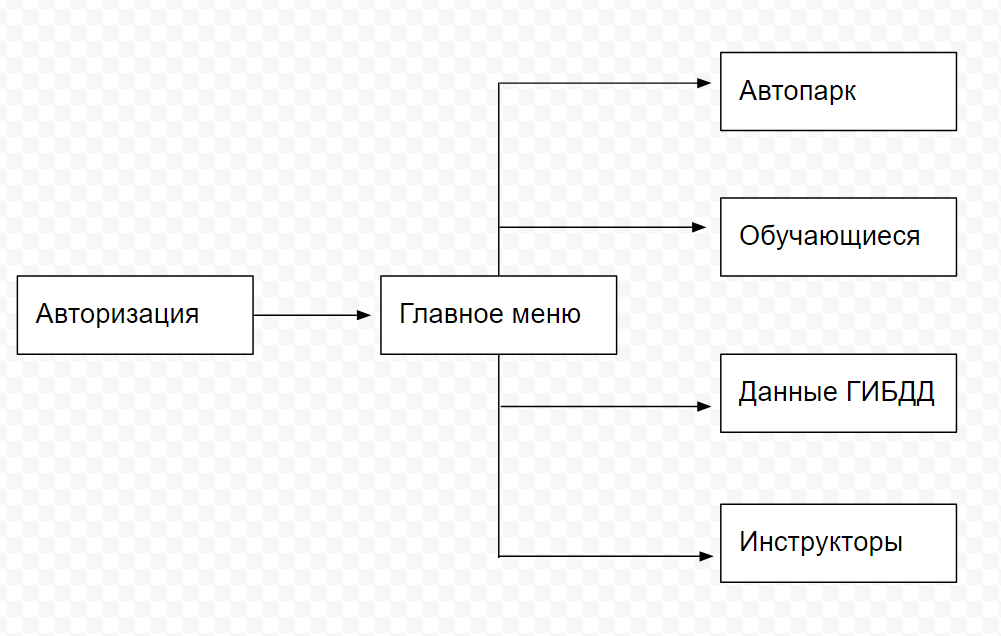 Авторизация
Главное меню
Автопарк
Обучающиеся
Данные ГИБДД
Инструкторы